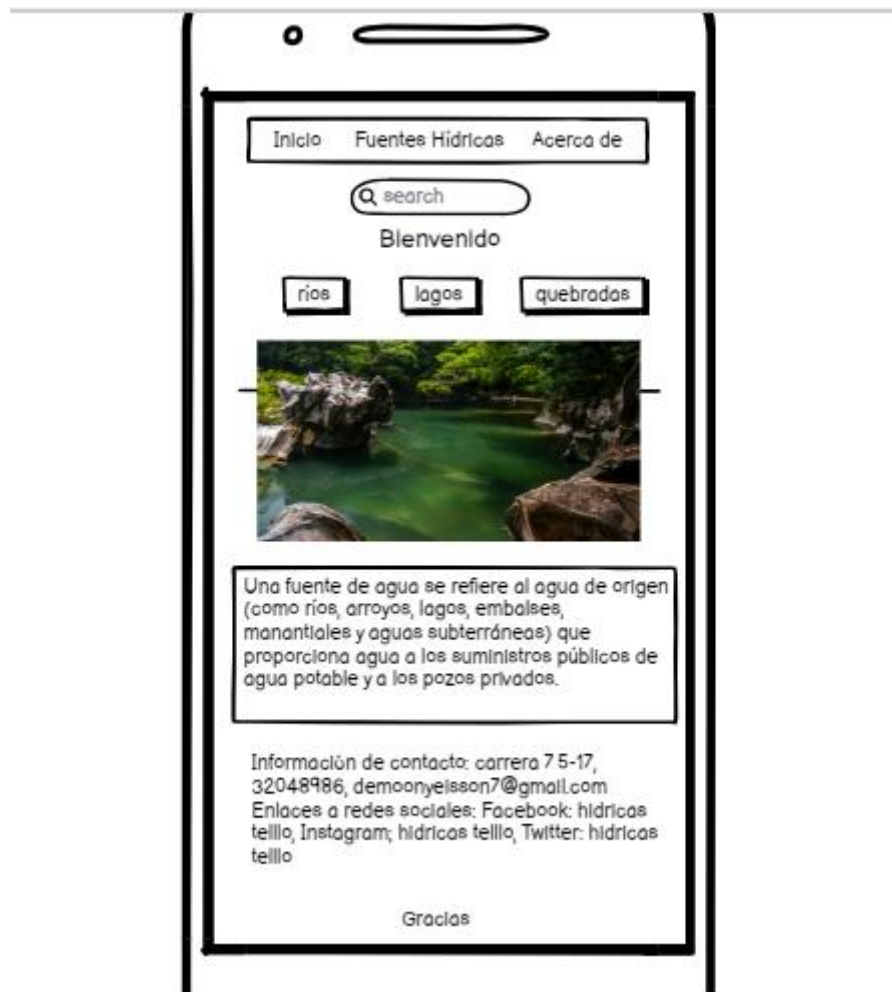 Inicio Fuentes Hídricas Acerca de
search
Bienvenido
ríos lagos quebradas
Una fuente de agua se refiere al agua de origen
(como ríos, arroyos, lagos, embalses,
manantiales y aguas subterráneas) que
proporciona agua a los suministros públicos de
agua potable y a los pozos privados.
Información de contacto: carrera 7 5-17,
32048986, demoonyeisson7@gmail.com
Enlaces a redes sociales: Facebook: hidricas
telllo, Instagram; hidricas telllo, Twitter: hidricas
telllo
Gracias